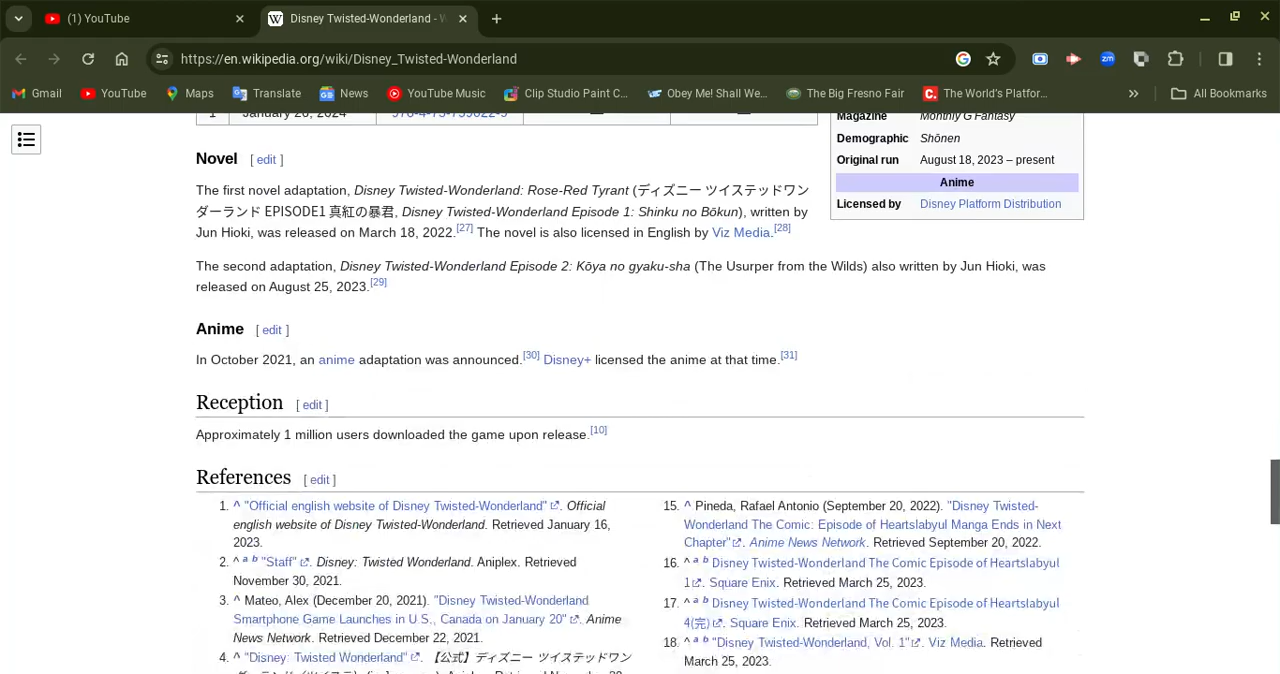 (1) YouTube
Disney Twisted-Wonderland - W
https://en.wikipedia.org/wiki/Disney_Twisted-Wonderland
Gmail YouTube Maps Translate News YouTube Music Clip Studio Paint C... Obey Me! Shall We... The Big Fresno Fair The World's Platfor... » All Bookmarks
1 January 20, 2024 978-4-75-759022-9 — —
Magazine Monthly G Fantasy
Demographic Shōnen
Original run August 18, 2023 – present
Anime
Licensed by Disney Platform Distribution
Novel [ edit ]
The first novel adaptation, Disney Twisted-Wonderland: Rose-Red Tyrant (ディズニー ツイステッドワン
ダーランド EPISODE1 真紅の暴君, Disney Twisted-Wonderland Episode 1: Shinku no Bōkun), written by
Jun Hioki, was released on March 18, 2022.[27] The novel is also licensed in English by Viz Media.[28]
The second adaptation, Disney Twisted-Wonderland Episode 2: Kōya no gyaku-sha (The Usurper from the Wilds) also written by Jun Hioki, was
released on August 25, 2023.[29]
Anime [ edit ]
In October 2021, an anime adaptation was announced.[30] Disney+ licensed the anime at that time.[31]
Reception [ edit ]
Approximately 1 million users downloaded the game upon release.[10]
References [ edit ]
1. ^ "Official english website of Disney Twisted-Wonderland". Official
english website of Disney Twisted-Wonderland. Retrieved January 16,
2023.
2. ^ a b "Staff". Disney: Twisted Wonderland. Aniplex. Retrieved
November 30, 2021.
3. ^ Mateo, Alex (December 20, 2021). "Disney Twisted-Wonderland
Smartphone Game Launches in U.S., Canada on January 20". Anime
News Network. Retrieved December 22, 2021.
4. ^ "Disney: Twisted Wonderland". 【公式】ディズニー ツイステッドワン
15. ^ Pineda, Rafael Antonio (September 20, 2022). "Disney Twisted-
Wonderland The Comic: Episode of Heartslabyul Manga Ends in Next
Chapter". Anime News Network. Retrieved September 20, 2022.
16. ^ a b Disney Twisted-Wonderland The Comic Episode of Heartslabyul
1. Square Enix. Retrieved March 25, 2023.
17. ^ a b Disney Twisted-Wonderland The Comic Episode of Heartslabyul
4(完). Square Enix. Retrieved March 25, 2023.
18. ^ a b "Disney Twisted-Wonderland, Vol. 1". Viz Media. Retrieved
March 25, 2023.